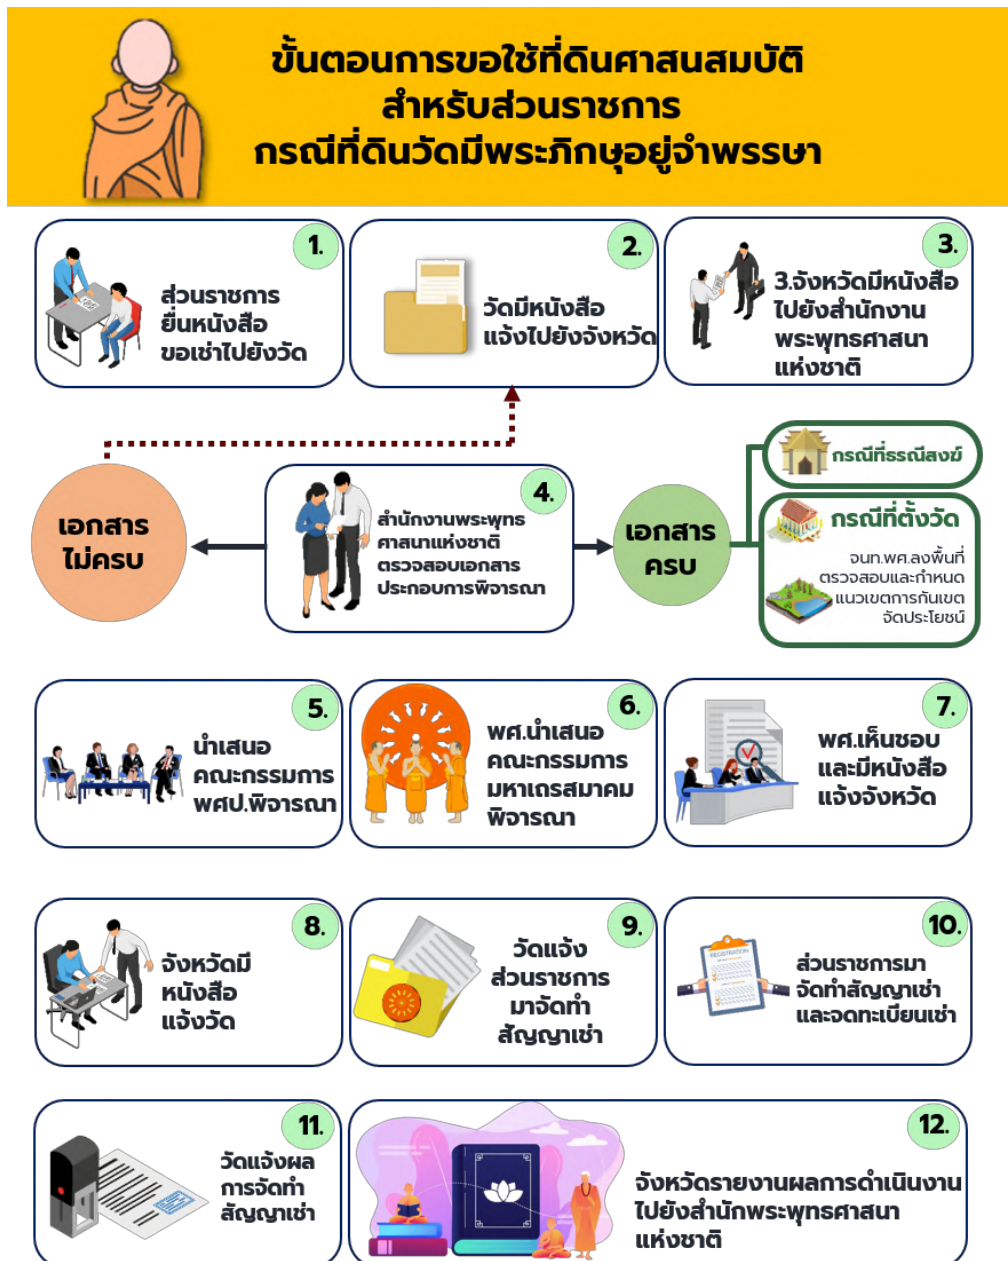 ขั้นตอนการขอใช้ที่ดินศาสนสมบัติ
สำหรับส่วนราชการ
กรณีที่ดินวัดมีพระภิกษุอยู่จำพรรษา
1.
ส่วนราชการ
ยื่นหนังสือ
ขอเช่าไปยังวัด
2.
วัดมีหนังสือ
แจ้งไปยังจังหวัด
3.
3.จังหวัดมีหนังสือ
ไปยังสำนักงาน
พระพุทธศาสนา
แห่งชาติ
เอกสาร
ไม่ครบ
4.
สำนักงานพระพุทธ
ศาสนาแห่งชาติ
ตรวจสอบเอกสาร
ประกอบการพิจารณา
เอกสาร
ครบ
กรณีที่ธรณีสงฆ์
กรณีที่ตั้งวัด
จนท.พศ.ลงพื้นที่
ตรวจสอบและกำหนด
แนวเขตการกันเขต
จัดประโยชน์
5.
นำเสนอ
คณะกรรมการ
พศป.พิจารณา
6.
พศ.นำเสนอ
คณะกรรมการ
มหาเถรสมาคม
พิจารณา
7.
พศ.เห็นชอบ
และมีหนังสือ
แจ้งจังหวัด
8.
จังหวัดมี
หนังสือ
แจ้งวัด
9.
วัดแจ้ง
ส่วนราชการ
มาจัดทำ
สัญญาเช่า
10.
REGISTRATION
ส่วนราชการมา
จัดทำสัญญาเช่า
และจดทะเบียนเช่า
11.
วัดแจ้งผล
การจัดทำ
สัญญาเช่า
12.
จังหวัดรายงานผลการดำเนินงาน
ไปยังสำนักพระพุทธศาสนา
แห่งชาติ